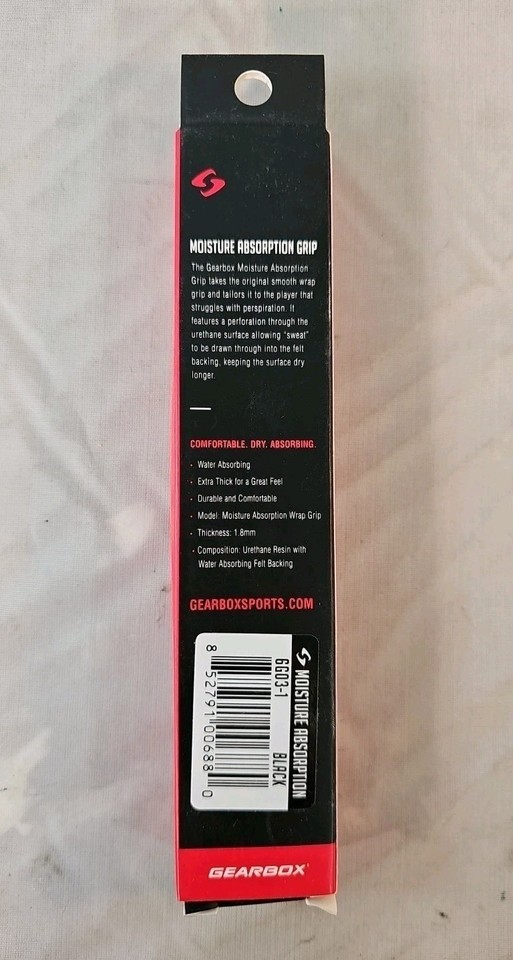 MOISTURE ABSORPTION GRIP
The Gearbox Moisture Absorption
Grip takes the original smooth wrap
grip and tailors it to the player that
struggles with perspiration. It
features a perforation through the
urethane surface allowing "sweat"
to be drawn through into the felt
backing, keeping the surface dry
longer.
COMFORTABLE. DRY. ABSORBING.
· Water Absorbing
· Extra Thick for a Great Feel
· Durable and Comfortable
· Model: Moisture Absorption Wrap Grip
· Thickness: 1.8mm
· Composition: Urethane Resin with
Water Absorbing Felt Backing
GEARBOXSPORTS.COM
MOISTURE ABSORPTION
6G03-1 BLACK
8 52791 00688 0
GEARBOX